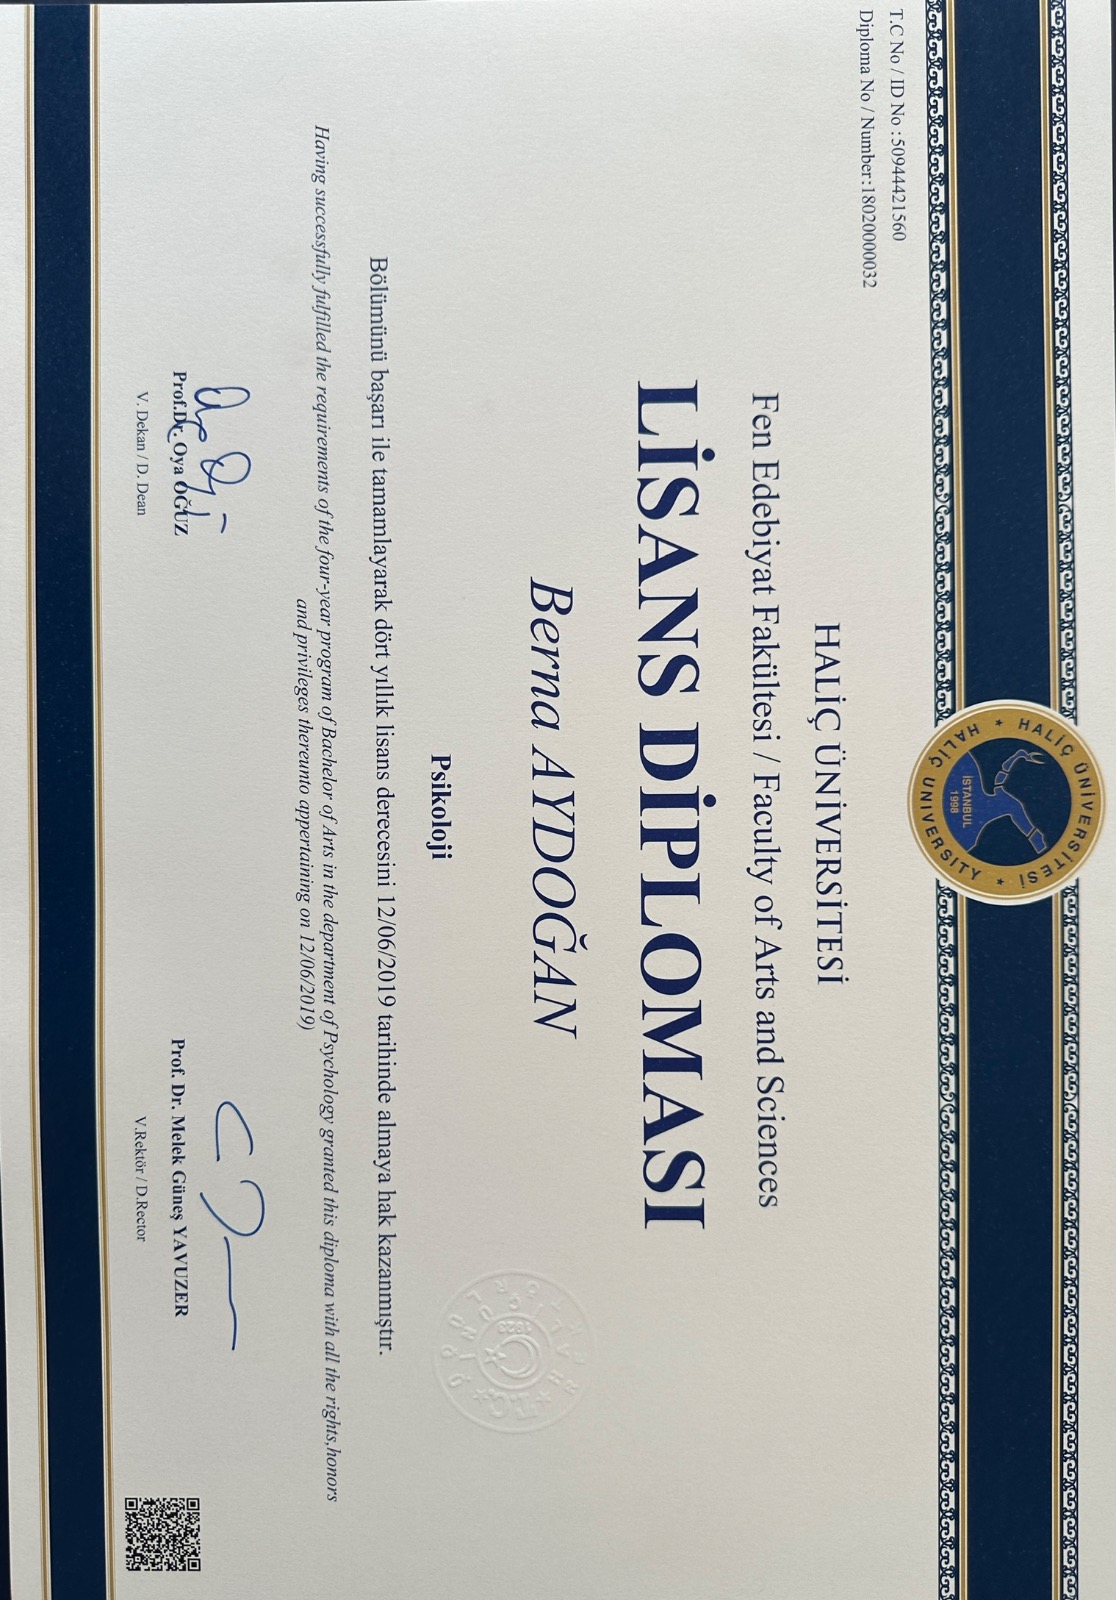 T.C No / ID No :50944421560
Diploma No / Number:18020000032
HALİÇ ÜNİVERSİTESİ
HALİÇ UNIVERSITY
İSTANBUL
1998
HALİÇ ÜNİVERSİTESİ
Fen Edebiyat Fakültesi / Faculty of Arts and Sciences
LİSANS DİPLOMASI
Berna AYDOĞAN
Psikoloji
Bölümünü başarı ile tamamlayarak dört yıllık lisans derecesini 12/06/2019 tarihinde almaya hak kazanmıştır.
Having successfully fulfilled the requirements of the four-year program of Bachelor of Arts in the department of Psychology granted this diploma with all the rights,honors
and privileges thereunto appertaining on 12/06/2019)
Prof.Dr. Oya OĞUZ
V. Dekan / D. Dean
Prof. Dr. Melek Güneş YAVUZER
V.Rektör / D.Rector